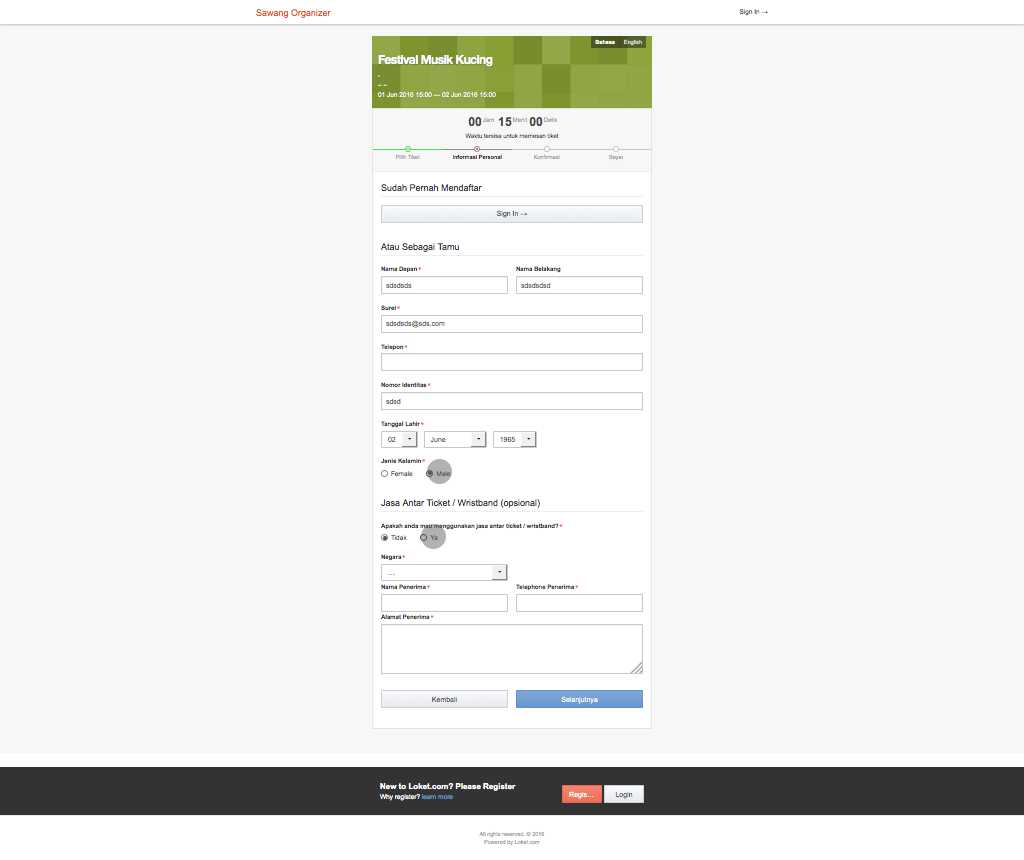 Sawang Organizer
Sign In →
Bahasa English
Festival Musik Kucing
-
-- --
01 Jun 2016 15:00 — 02 Jun 2016 15:00
00 Jam 15 Menit 00 Detik
Waktu tersisa untuk memesan tiket
Pilih Tiket Informasi Personal Konfirmasi Bayar
Sudah Pernah Mendaftar
Sign In →
Atau Sebagai Tamu
Nama Depan* Nama Belakang
sdsdsds sdsdsdsd
Surel*
sdsdsds@sds.com
Telepon*
Nomor Identitas*
sdsd
Tanggal Lahir*
02 June 1965
Jenis Kelamin*
Female Male
Jasa Antar Ticket / Wristband (opsional)
Apakah anda mau menggunakan jasa antar ticket / wristband?*
Tidak Ya
Negara*
...
Nama Penerima* Telephone Penerima*
Alamat Penerima*
Kembali Selanjutnya
New to Loket.com? Please Register
Why register? learn more
Regis... Login
All rights reserved. © 2016
Powered by Loket.com